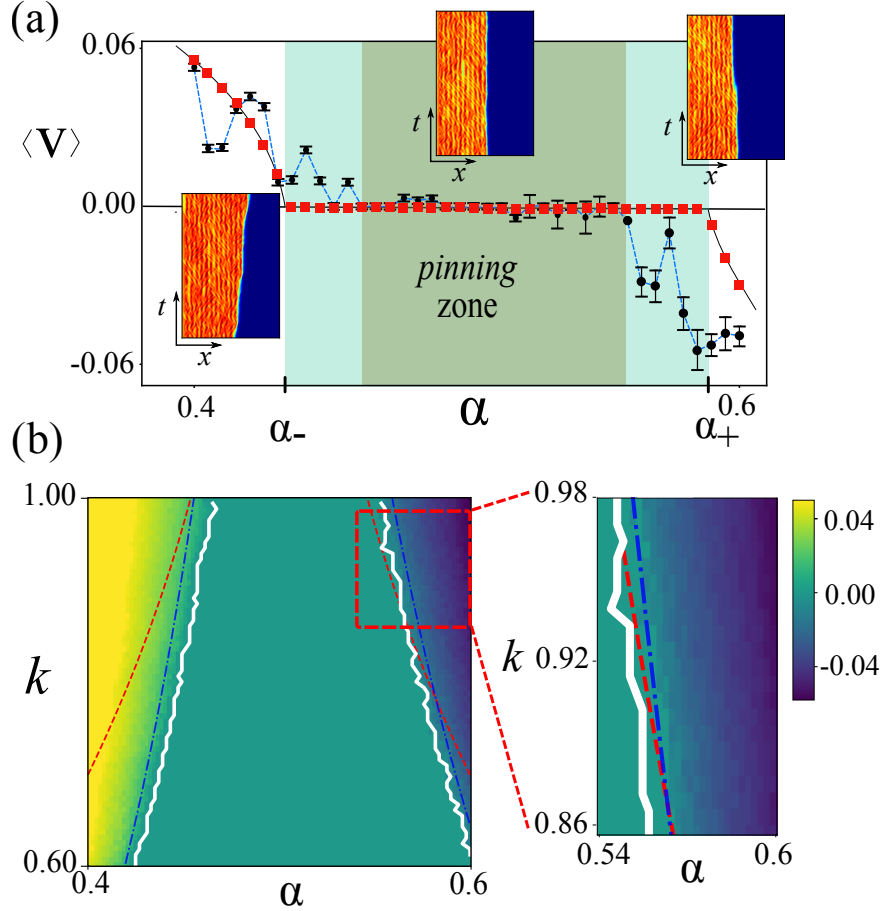 (a)
0.06
⟨V⟩
0.00
-0.06
t
x
t
x
t
x
pinning
zone
0.4
α-
α
α+
0.6
(b)
1.00
k
0.60
0.4
α
0.6
0.98
k
0.92
0.86
0.54
α
0.6
0.04
0.00
-0.04